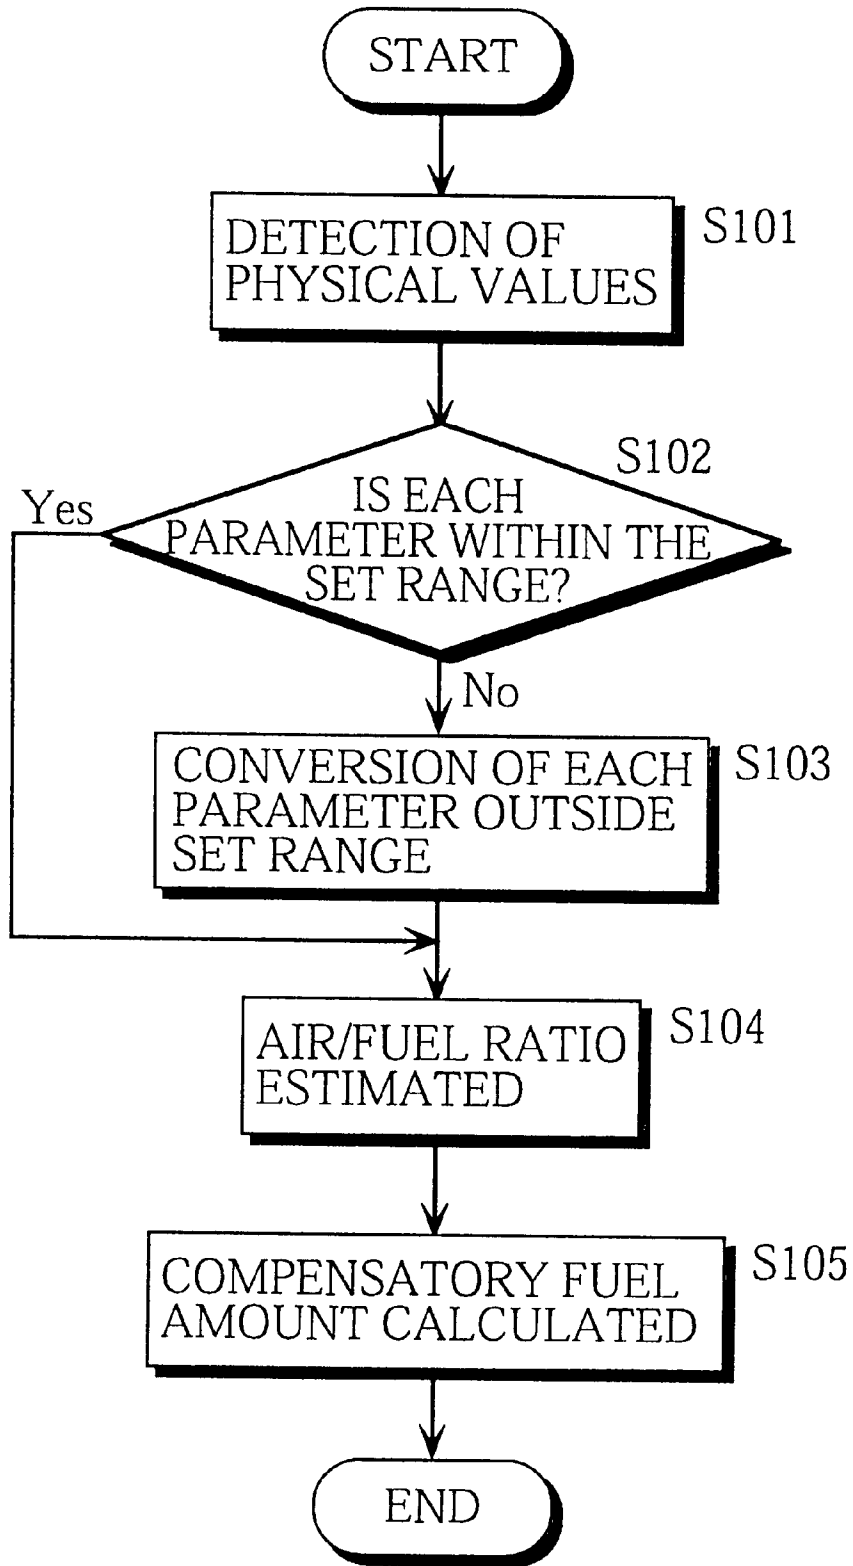 START
DETECTION OF
PHYSICAL VALUES
S101
S102
IS EACH
PARAMETER WITHIN THE
SET RANGE?
Yes
No
CONVERSION OF EACH
PARAMETER OUTSIDE
SET RANGE
S103
AIR/FUEL RATIO
ESTIMATED
S104
COMPENSATORY FUEL
AMOUNT CALCULATED
S105
END